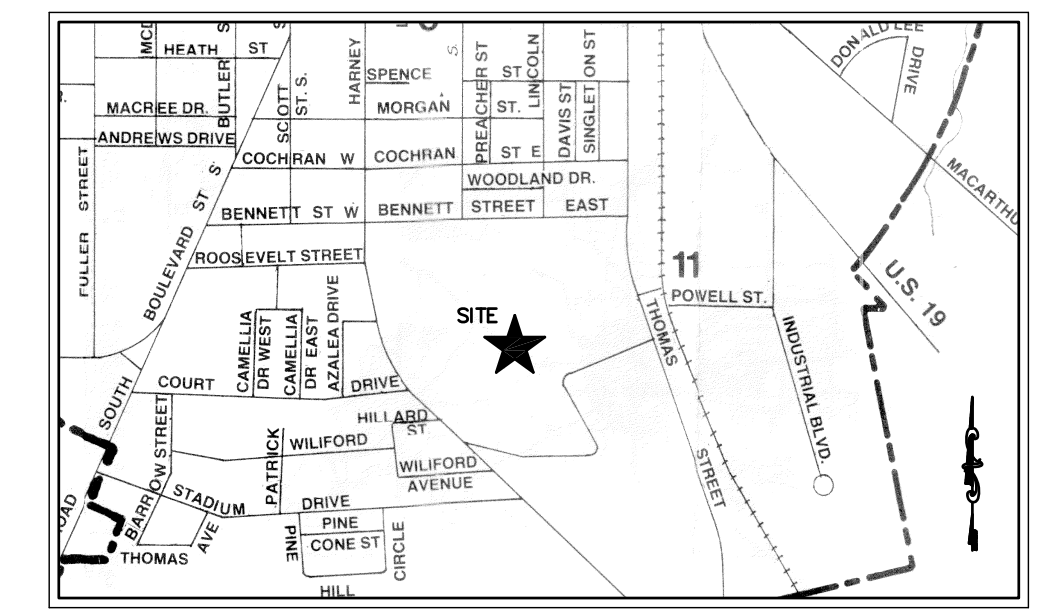 HEATH ST
BUTLER S
HARNEY
SPENCE ST
LINCOLN
PREACHER ST
DAVIS ST
SINGLETON ST
DONALD LEE
DRIVE
MACREE DR.
SCOTT
ST. S.
MORGAN ST.
ANDREWS DRIVE
COCHRAN W COCHRAN ST E
FULLER STREET
WOODLAND DR.
MACARTHU
BOULEVARD ST S.
BENNETT ST W BENNETT STREET EAST
ROOSEVELT STREET
11
U.S. 19
POWELL ST.
SITE
THOMAS
STREET
INDUSTRIAL BLVD.
CAMELLIA
DR WEST
CAMELLIA
DR EAST
AZALEA DRIVE
COURT DRIVE
SOUTH
HILLARD
ST.
BARROW STREET
PATRICK
WILIFORD
WILIFORD
AVENUE
STADIUM DRIVE
AVE
THOMAS
PINE
PINE
CONE ST
CIRCLE
HILL
OAD